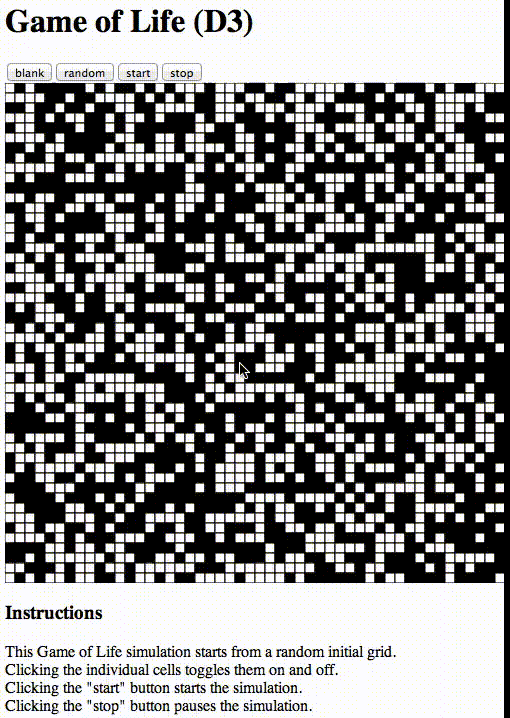 Game of Life (D3)
blank random start stop
Instructions
This Game of Life simulation starts from a random initial grid.
Clicking the individual cells toggles them on and off.
Clicking the "start" button starts the simulation.
Clicking the "stop" button pauses the simulation.